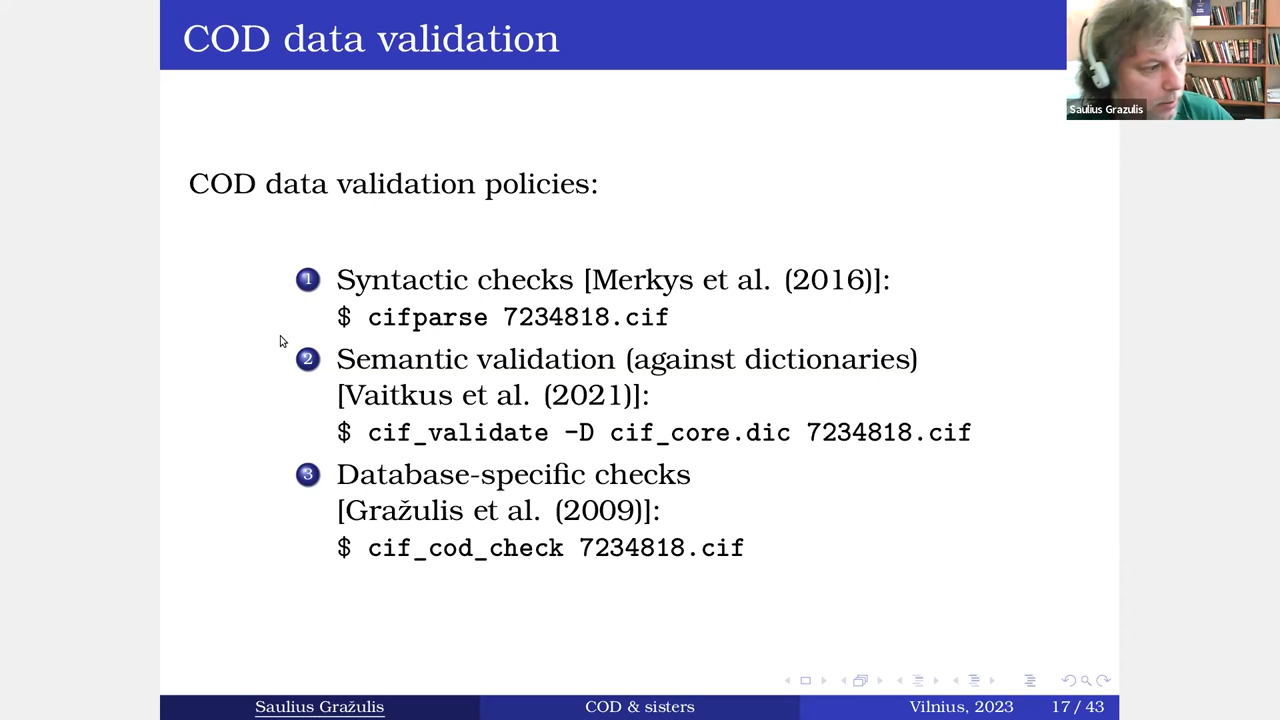 COD data validation
Saulius Grazulis
COD data validation policies:
1 Syntactic checks [Merkys et al. (2016)]:
$ cifparse 7234818.cif
2 Semantic validation (against dictionaries)
[Vaitkus et al. (2021)]:
$ cif_validate -D cif_core.dic 7234818.cif
3 Database-specific checks
[Gražulis et al. (2009)]:
$ cif_cod_check 7234818.cif
Saulius Gražulis COD & sisters Vilnius, 2023 17 / 43